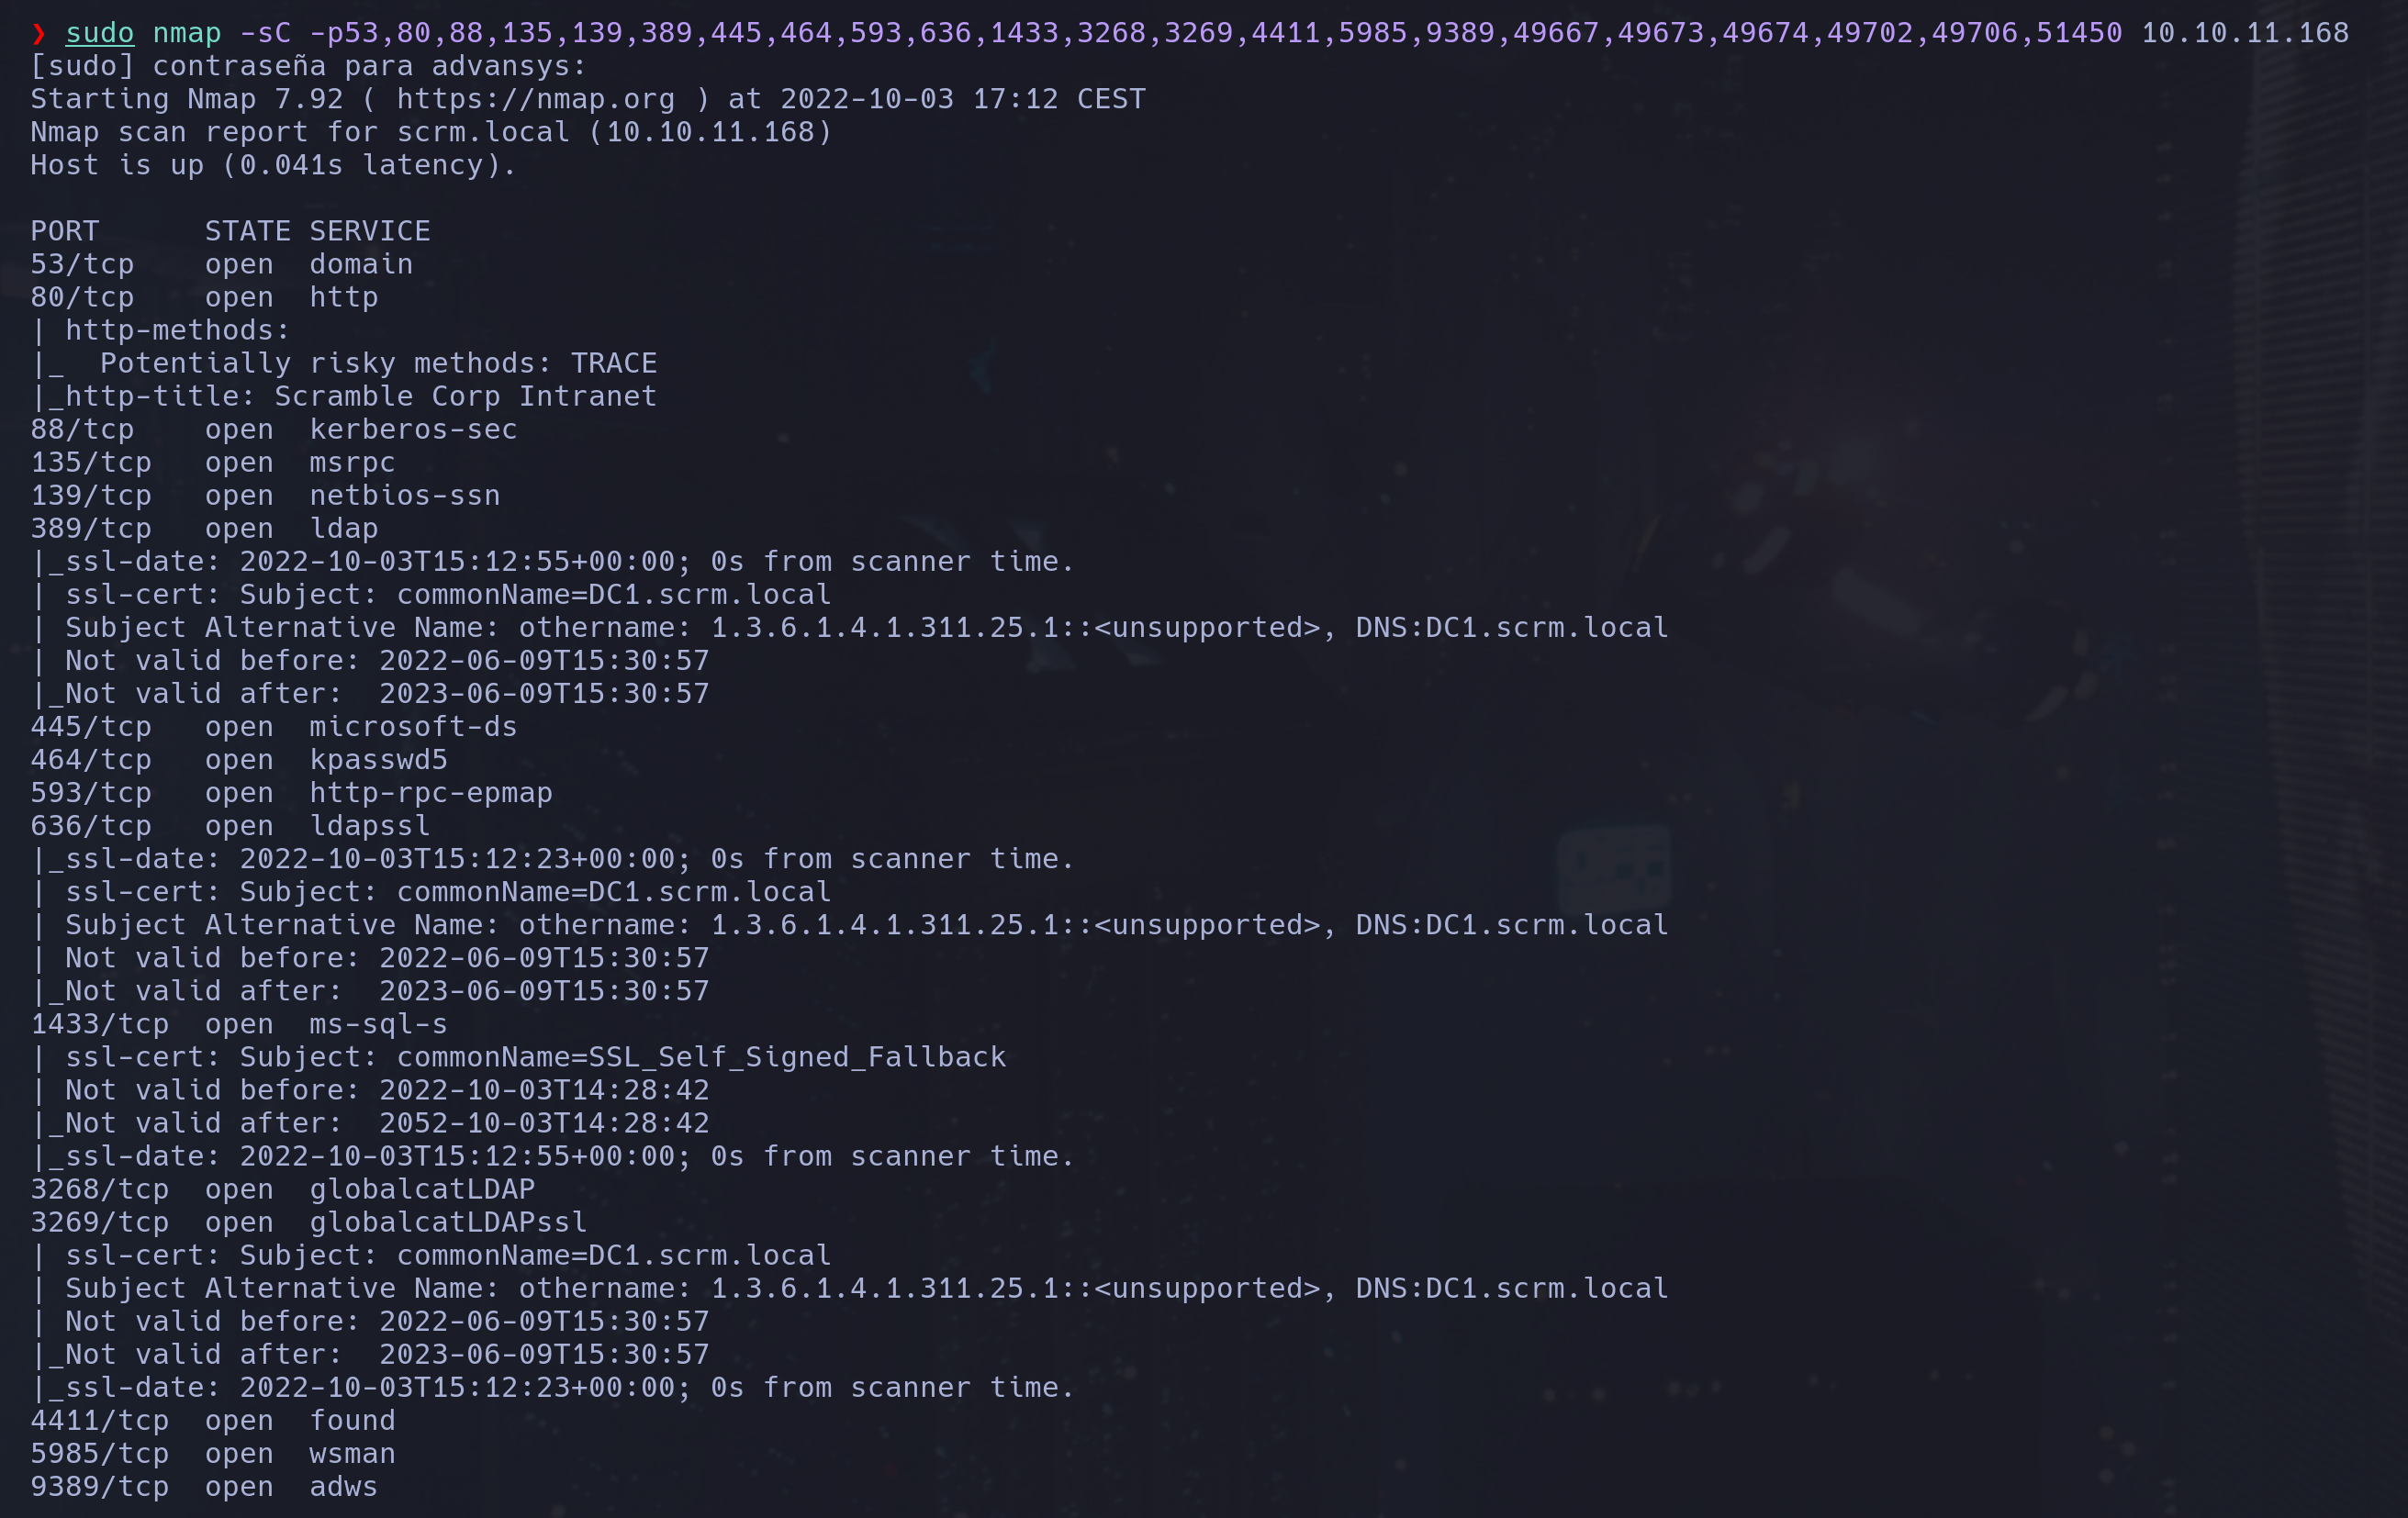 ❯ sudo nmap -sC -p53,80,88,135,139,389,445,464,593,636,1433,3268,3269,4411,5985,9389,49667,49673,49674,49702,49706,51450 10.10.11.168
[sudo] contraseña para advansys:
Starting Nmap 7.92 ( https://nmap.org ) at 2022-10-03 17:12 CEST
Nmap scan report for scrm.local (10.10.11.168)
Host is up (0.041s latency).

PORT      STATE SERVICE
53/tcp    open  domain
80/tcp    open  http
| http-methods:
|_  Potentially risky methods: TRACE
|_http-title: Scramble Corp Intranet
88/tcp    open  kerberos-sec
135/tcp   open  msrpc
139/tcp   open  netbios-ssn
389/tcp   open  ldap
|_ssl-date: 2022-10-03T15:12:55+00:00; 0s from scanner time.
| ssl-cert: Subject: commonName=DC1.scrm.local
| Subject Alternative Name: othername: 1.3.6.1.4.1.311.25.1::<unsupported>, DNS:DC1.scrm.local
| Not valid before: 2022-06-09T15:30:57
|_Not valid after:  2023-06-09T15:30:57
445/tcp   open  microsoft-ds
464/tcp   open  kpasswd5
593/tcp   open  http-rpc-epmap
636/tcp   open  ldapssl
|_ssl-date: 2022-10-03T15:12:23+00:00; 0s from scanner time.
| ssl-cert: Subject: commonName=DC1.scrm.local
| Subject Alternative Name: othername: 1.3.6.1.4.1.311.25.1::<unsupported>, DNS:DC1.scrm.local
| Not valid before: 2022-06-09T15:30:57
|_Not valid after:  2023-06-09T15:30:57
1433/tcp  open  ms-sql-s
| ssl-cert: Subject: commonName=SSL_Self_Signed_Fallback
| Not valid before: 2022-10-03T14:28:42
|_Not valid after:  2052-10-03T14:28:42
|_ssl-date: 2022-10-03T15:12:55+00:00; 0s from scanner time.
3268/tcp  open  globalcatLDAP
3269/tcp  open  globalcatLDAPssl
| ssl-cert: Subject: commonName=DC1.scrm.local
| Subject Alternative Name: othername: 1.3.6.1.4.1.311.25.1::<unsupported>, DNS:DC1.scrm.local
| Not valid before: 2022-06-09T15:30:57
|_Not valid after:  2023-06-09T15:30:57
|_ssl-date: 2022-10-03T15:12:23+00:00; 0s from scanner time.
4411/tcp  open  found
5985/tcp  open  wsman
9389/tcp  open  adws